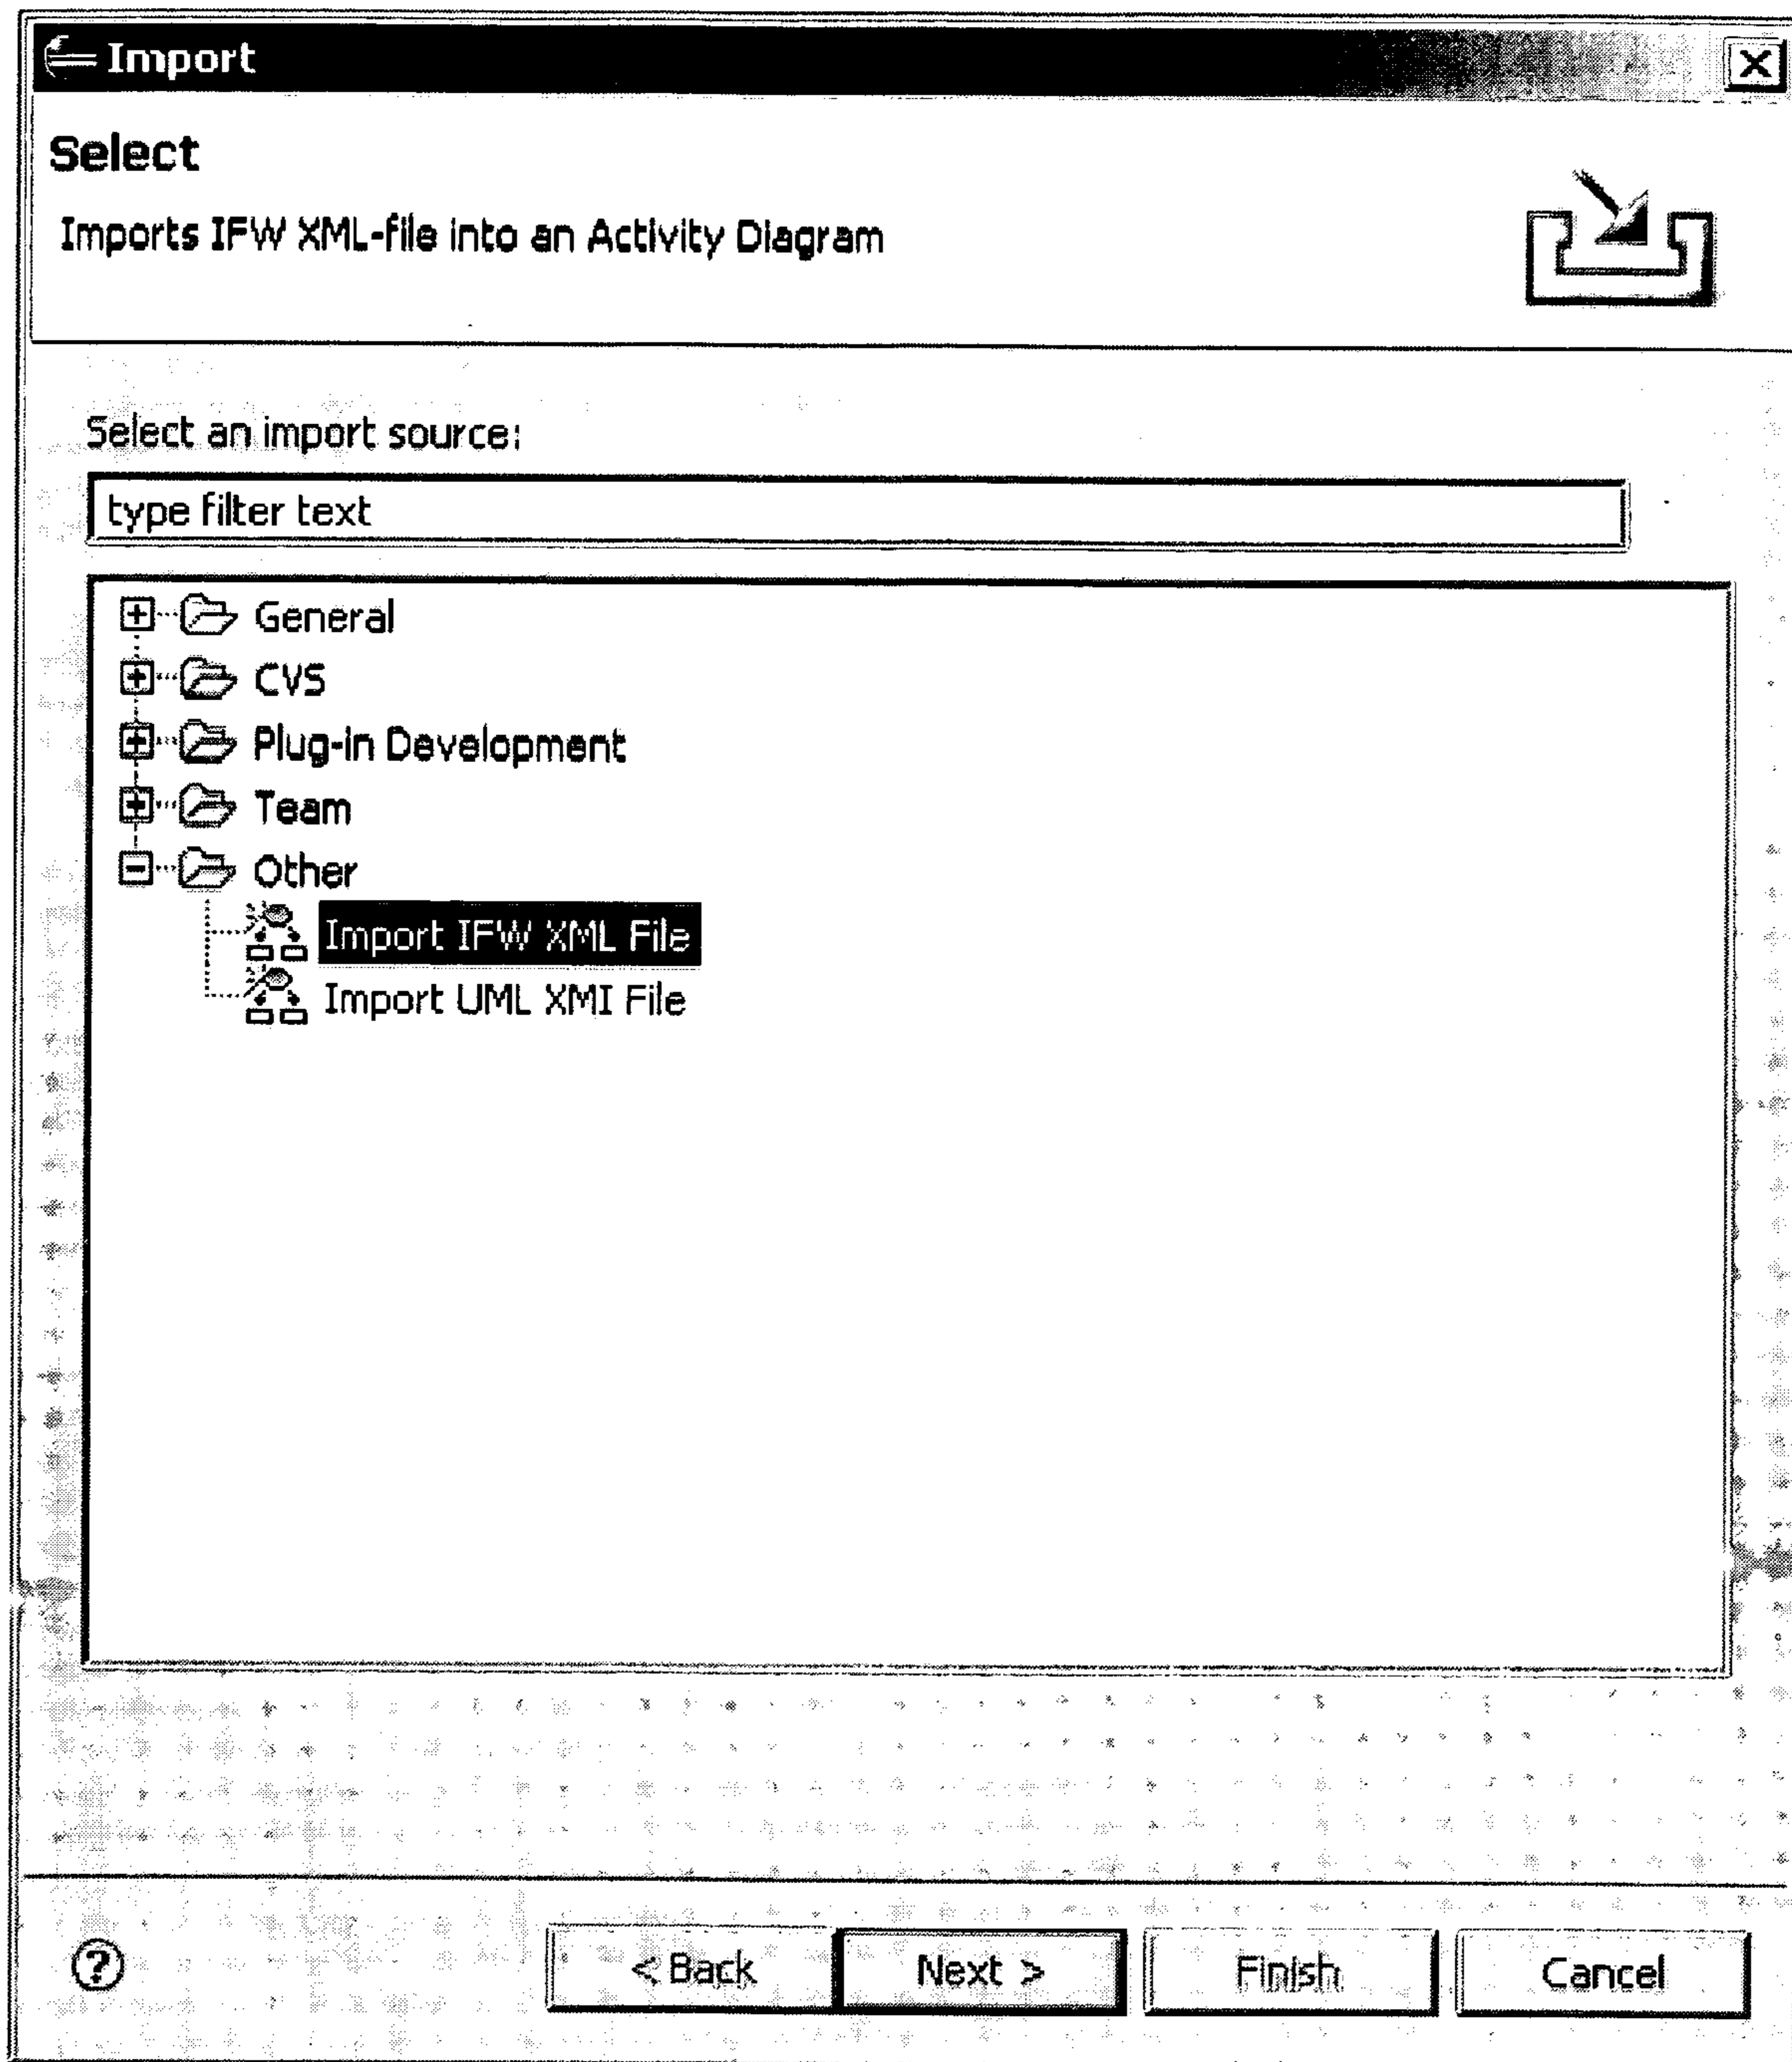 Import
Select
Imports IFW XML-file into an Activity Diagram
Select an import source:
type filter text
General
CVS
Plug-in Development
Team
Other
Import IFW XML File
Import UML XMI File
< Back
Next >
Finish
Cancel